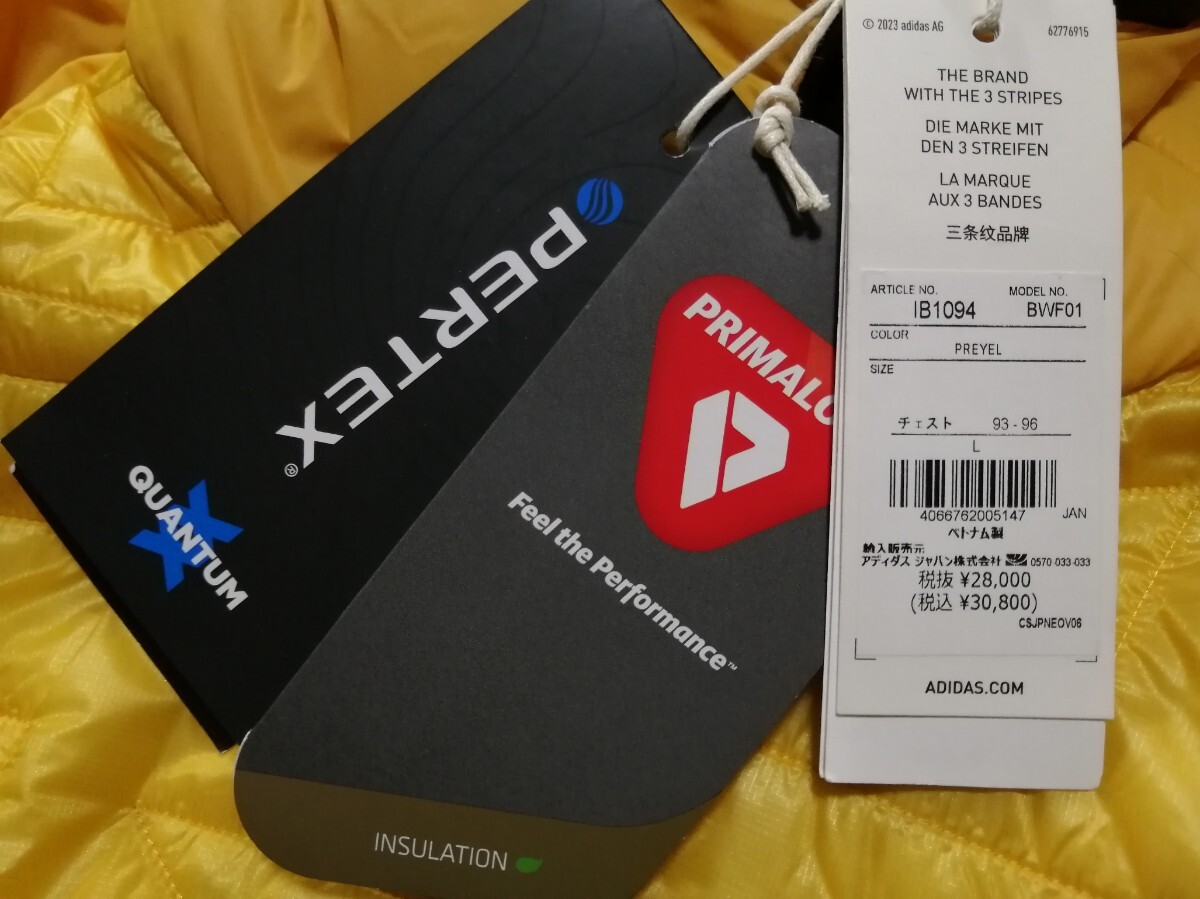 PERTEX®
QUANTUM
X
PRIMALO
Feel the Performance™
INSULATION
© 2023 adidas AG 62776915
THE BRAND
WITH THE 3 STRIPES
DIE MARKE MIT
DEN 3 STREIFEN
LA MARQUE
AUX 3 BANDES
三条纹品牌
ARTICLE NO. MODEL NO.
IB1094 BWF01
COLOR
PREYEL
SIZE
チェスト 93 - 96
L
4066762005147 JAN
ベトナム製
納入販売元
アディダス ジャパン株式会社 0570-033-033
税抜 ¥28,000
(税込 ¥30,800)
CSJPNEOV06
ADIDAS.COM